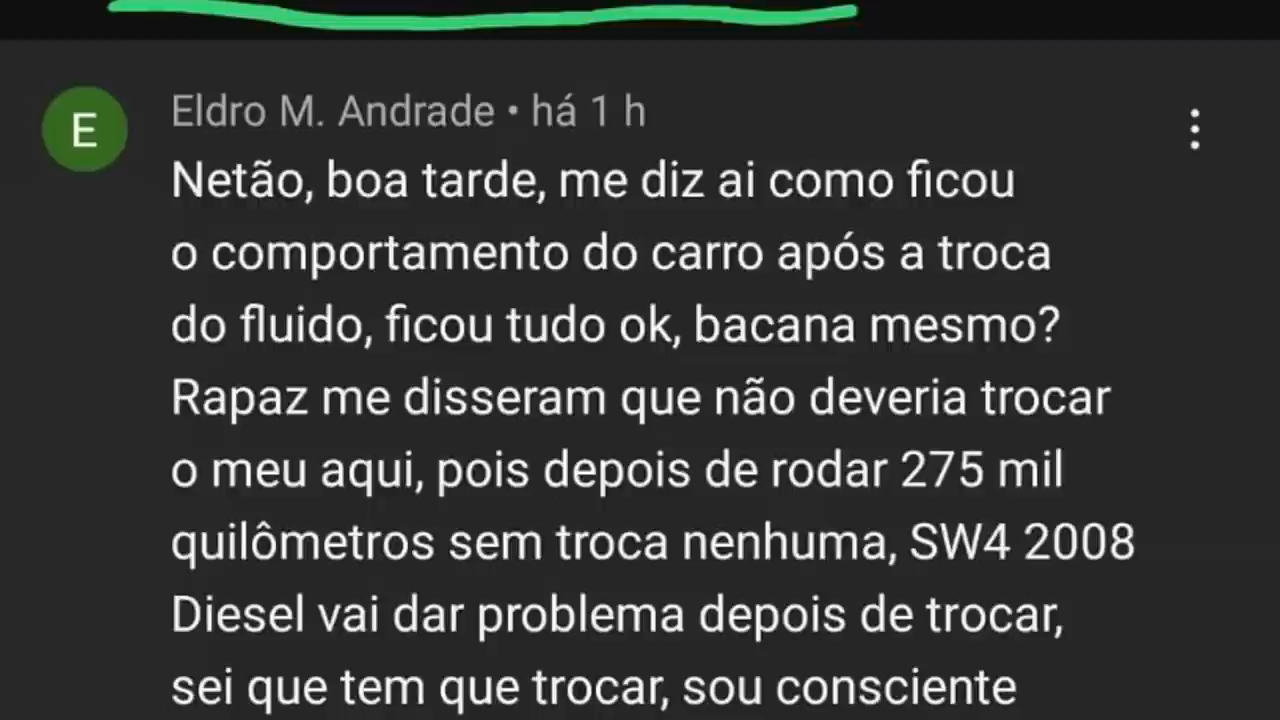 E
Eldro M. Andrade • há 1 h
Netão, boa tarde, me diz ai como ficou
o comportamento do carro após a troca
do fluido, ficou tudo ok, bacana mesmo?
Rapaz me disseram que não deveria trocar
o meu aqui, pois depois de rodar 275 mil
quilômetros sem troca nenhuma, SW4 2008
Diesel vai dar problema depois de trocar,
sei que tem que trocar, sou consciente